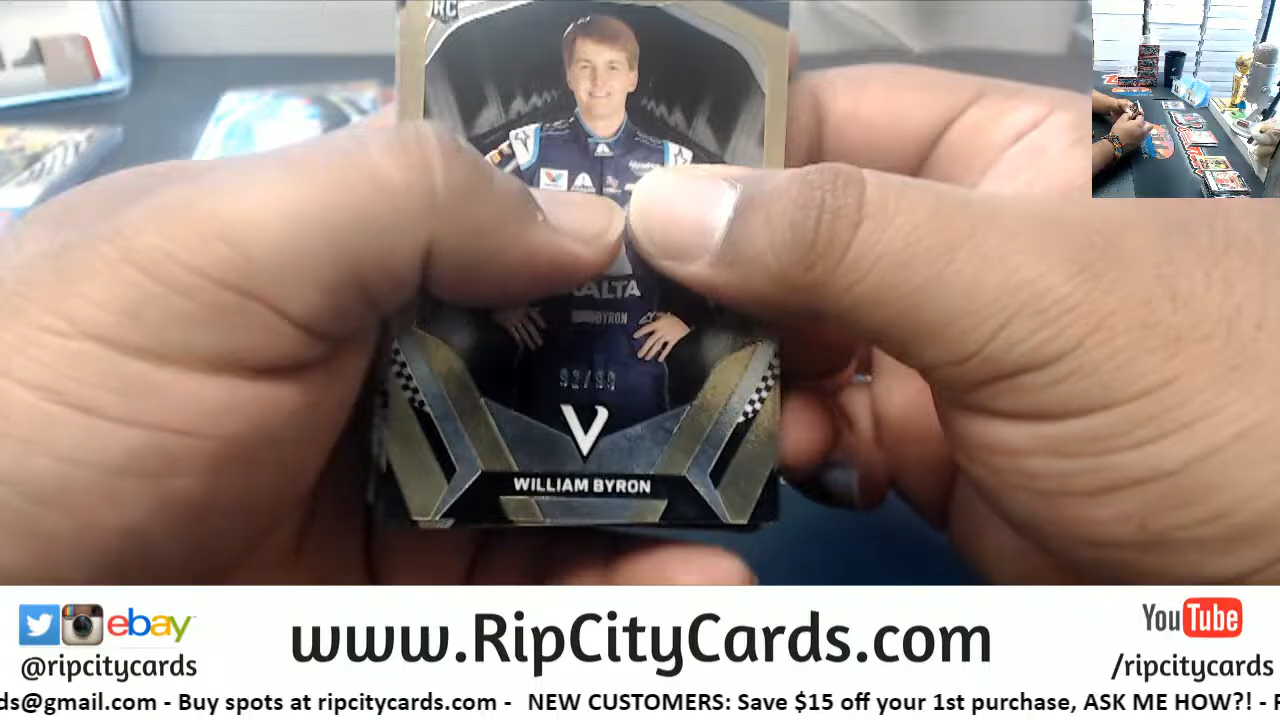 RC
ALTA
BYRON
V
WILLIAM BYRON
ebay
@ripcitycards
www.RipCityCards.com
YouTube
/ripcitycards
ds@gmail.com - Buy spots at ripcitycards.com - NEW CUSTOMERS: Save $15 off your 1st purchase, ASK ME HOW?! -